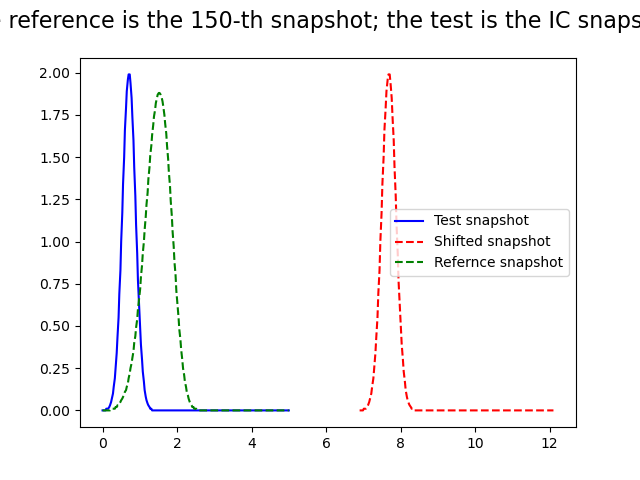 reference is the 150-th snapshot; the test is the IC snaps
2.00
1.75
1.50
1.25
1.00
0.75
0.50
0.25
0.00
Test snapshot
Shifted snapshot
Refernce snapshot
0 2 4 6 8 10 12